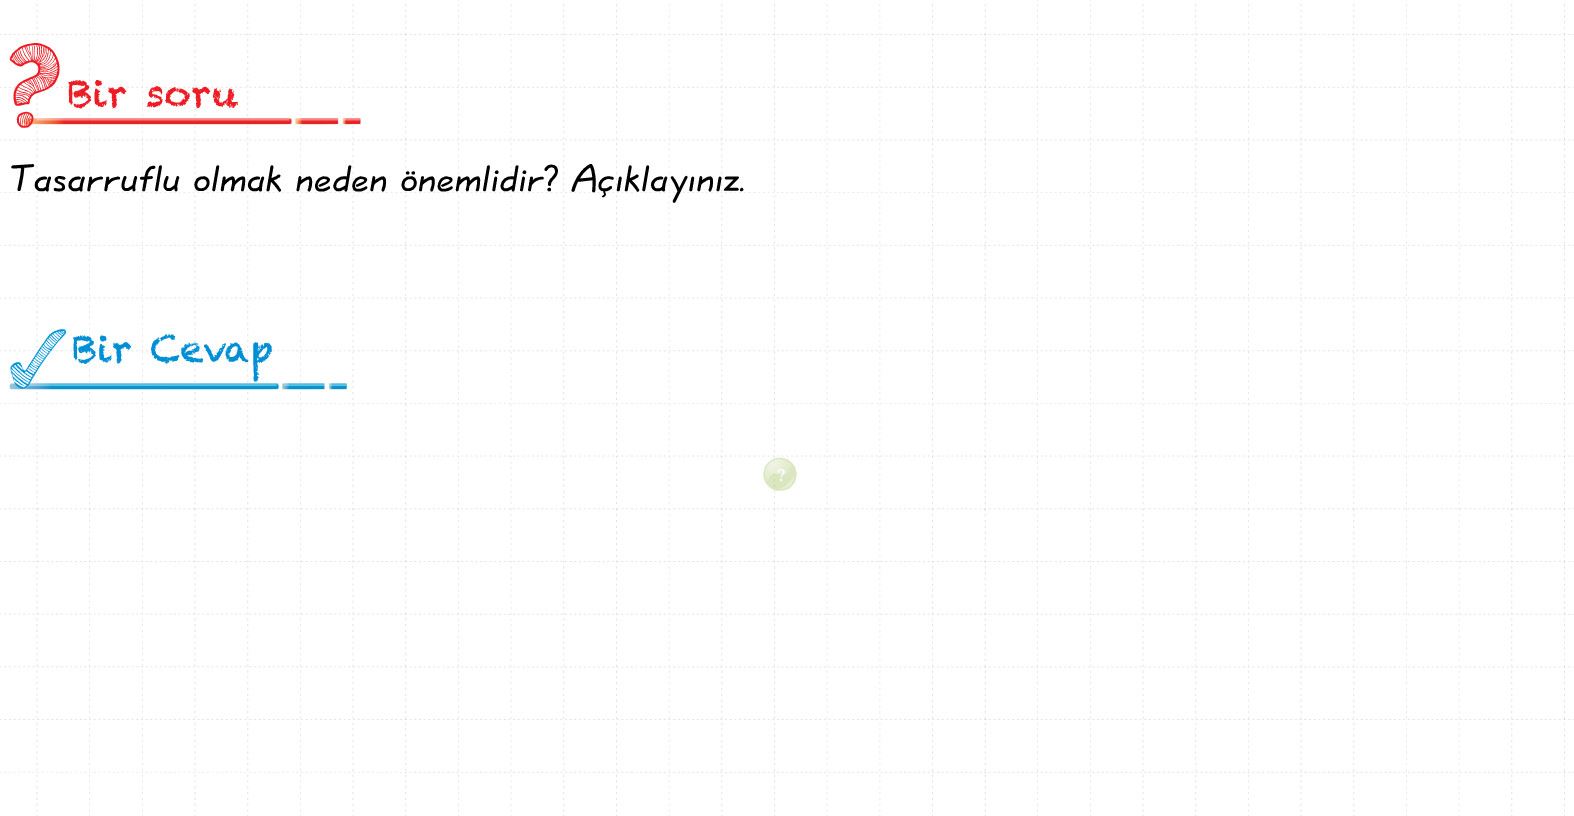 Bir soru
Tasarruflu olmak neden önemlidir? Açıklayınız.
Bir Cevap
?